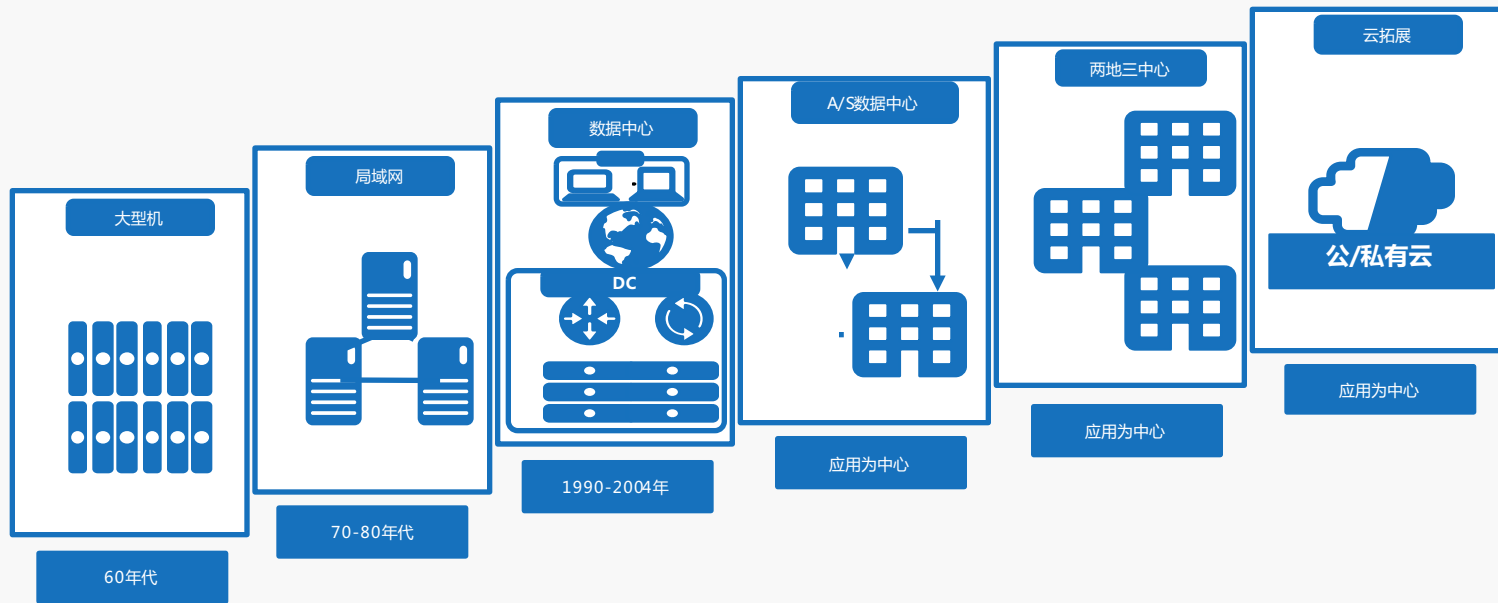 大型机
60年代
局域网
70-80年代
数据中心
DC
1990-2004年
A/S数据中心
应用为中心
两地三中心
应用为中心
云拓展
公/私有云
应用为中心